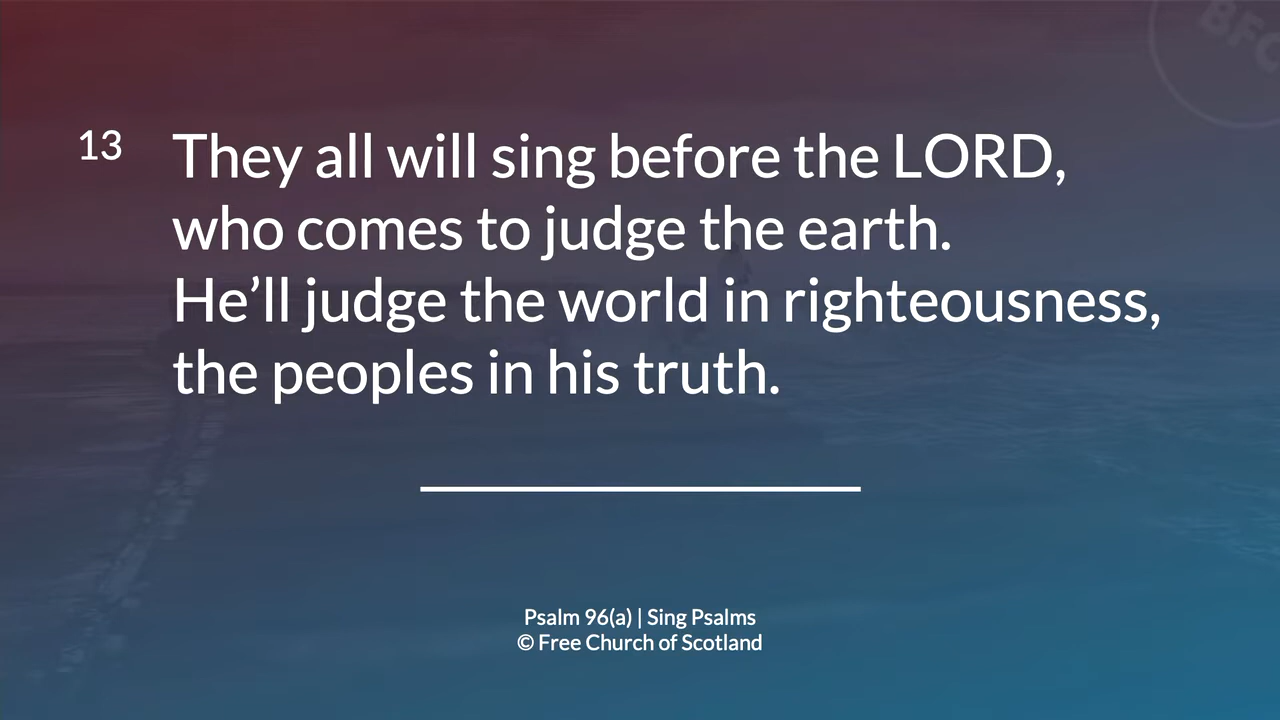 BFC
13 They all will sing before the LORD,
who comes to judge the earth.
He’ll judge the world in righteousness,
the peoples in his truth.
Psalm 96(a) | Sing Psalms
© Free Church of Scotland